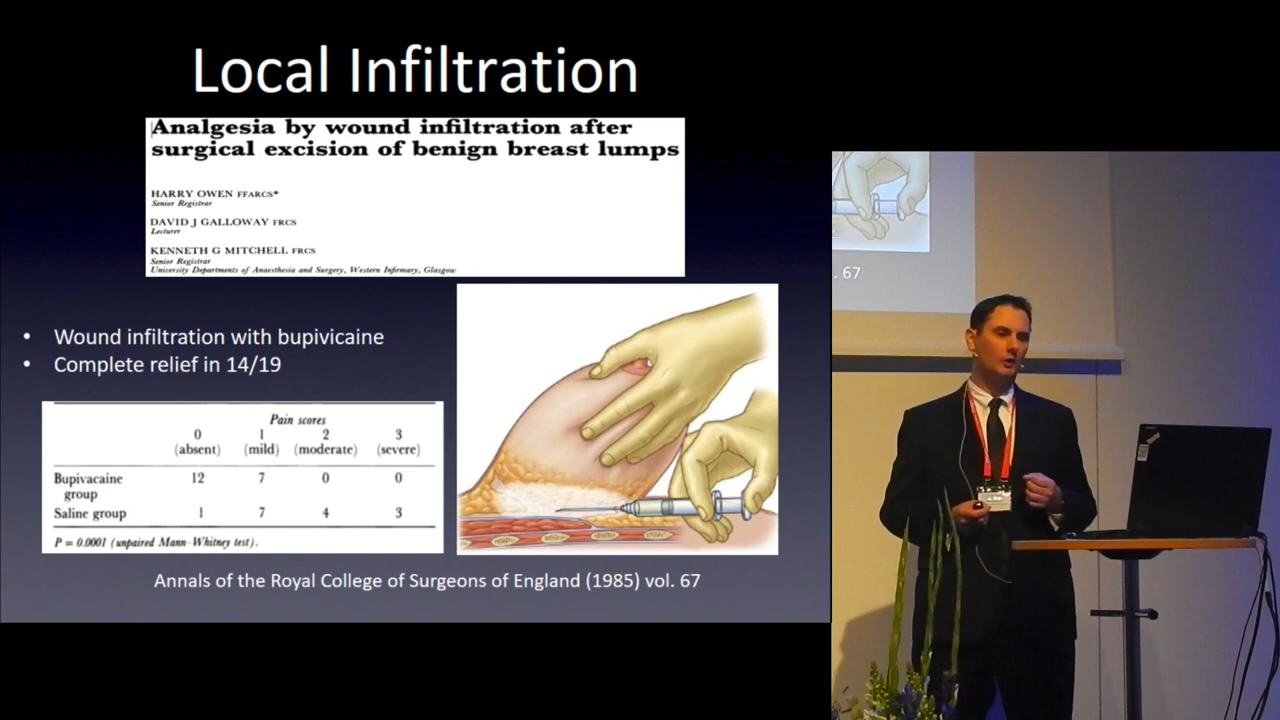 Local Infiltration
Analgesia by wound infiltration after
surgical excision of benign breast lumps
HARRY OWEN FFARCS*
Senior Registrar
DAVID J GALLOWAY FRCS
Lecturer
KENNETH G MITCHELL FRCS
Senior Registrar
University Departments of Anaesthesia and Surgery, Western Infirmary, Glasgow
• Wound infiltration with bupivicaine
• Complete relief in 14/19
Pain scores
0 1 2 3
(absent) (mild) (moderate) (severe)
Bupivacaine 12 7 0 0
group
Saline group 1 7 4 3
P = 0.0001 (unpaired Mann-Whitney test).
Annals of the Royal College of Surgeons of England (1985) vol. 67
. 67